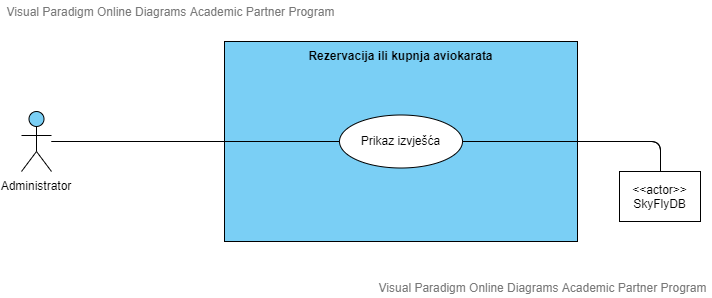 Visual Paradigm Online Diagrams Academic Partner Program
Rezervacija ili kupnja aviokarata
Prikaz izvješća
Administrator
<<actor>>
SkyFlyDB
Visual Paradigm Online Diagrams Academic Partner Program